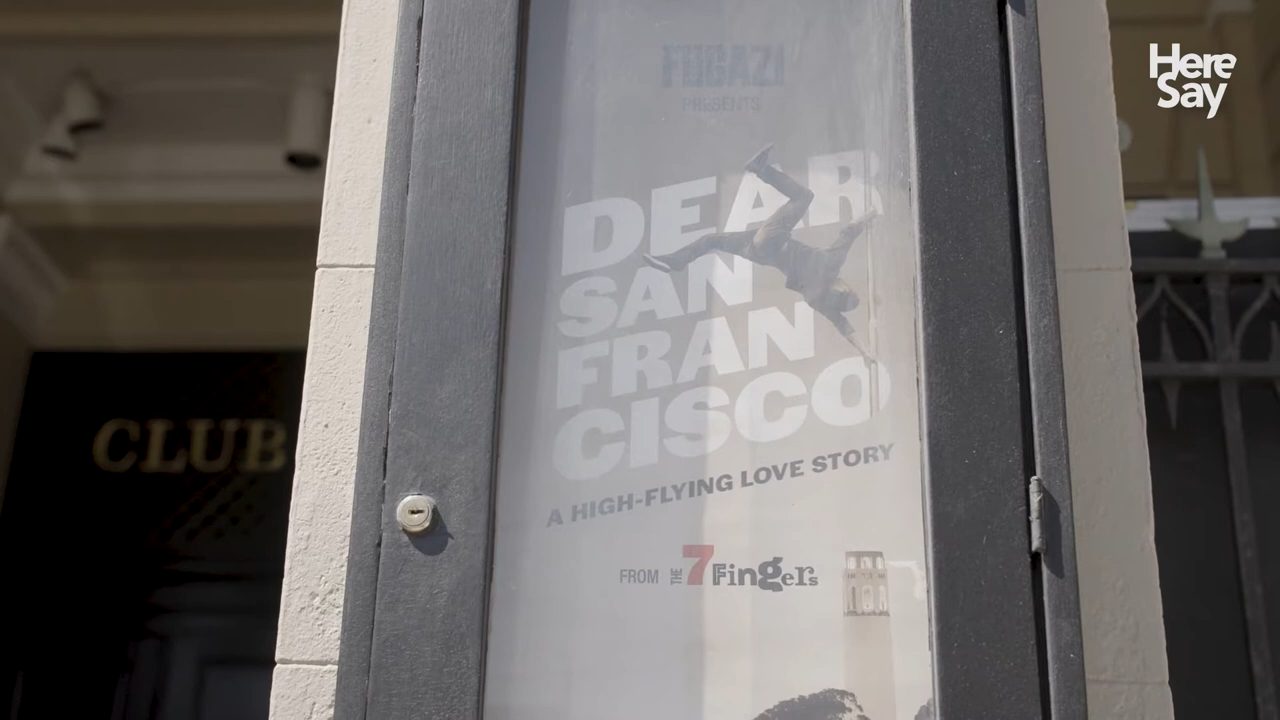 Here
Say
FUGAZI
PRESENTS
DEAR
SAN
FRAN
CISCO
A HIGH-FLYING LOVE STORY
FROM THE 7 Fingers
CLUB